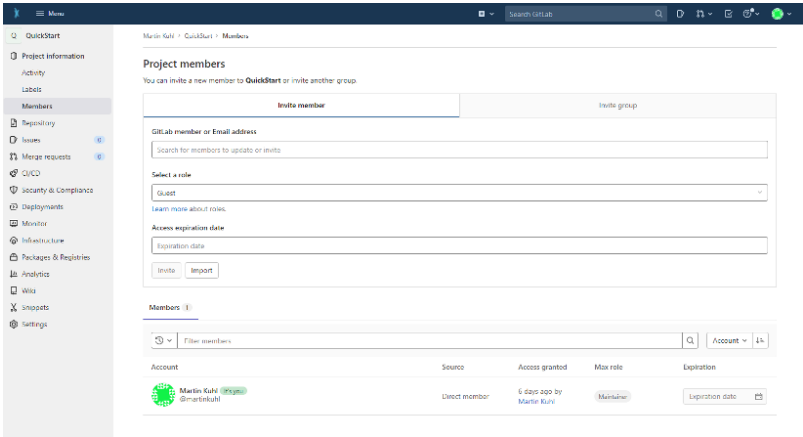 Menu
Search GitLab
Q QuickStart
Project information
Activity
Labels
Members
Repository
Issues 0
Merge requests 0
CI/CD
Security & Compliance
Deployments
Monitor
Infrastructure
Packages & Registries
Analytics
Wiki
Snippets
Settings
Martin Kuhl / QuickStart / Members
Project members
You can invite a new member to QuickStart or invite another group.
Invite member Invite group
GitLab member or Email address
Search for members to update or invite
Select a role
Guest
Learn more about roles.
Access expiration date
Expiration date
Invite Import
Members 1
Filter members Account
Account Source Access granted Max role Expiration
Martin Kuhl It's you
@martinkuhl
Direct member
6 days ago by
Martin Kuhl
Maintainer
Expiration date